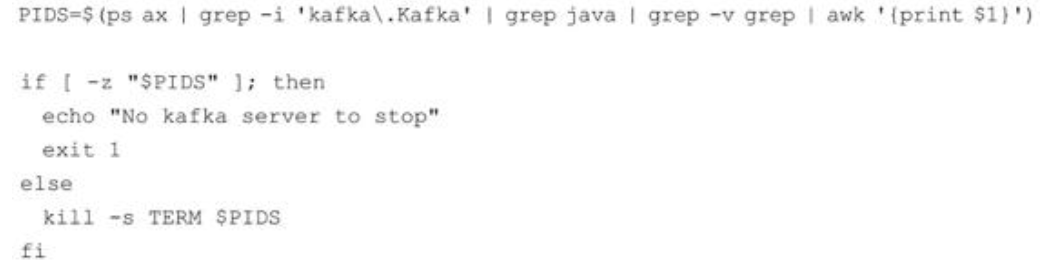 PIDS=$(ps ax | grep -i 'kafka\.Kafka' | grep java | grep -v grep | awk '{print $1}')
if [ -z "$PIDS" ]; then
echo "No kafka server to stop"
exit 1
else
kill -s TERM $PIDS
fi